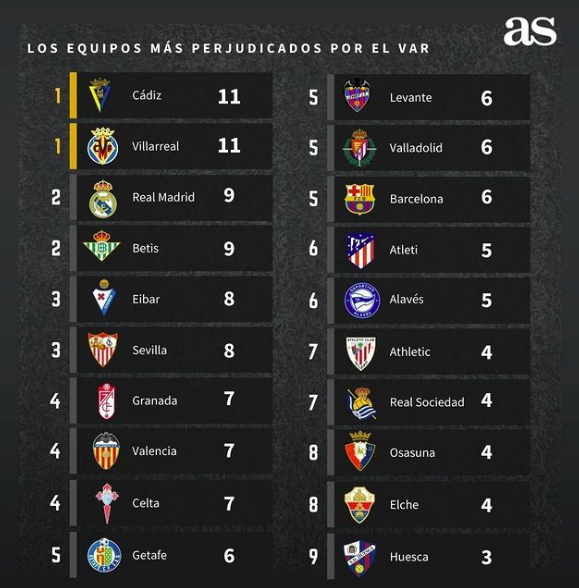 as
LOS EQUIPOS MÁS PERJUDICADOS POR EL VAR
1 Cádiz 11
1 Villarreal 11
2 Real Madrid 9
2 Betis 9
3 Eibar 8
3 Sevilla 8
4 Granada 7
4 Valencia 7
4 Celta 7
5 Getafe 6
5 Levante 6
5 Valladolid 6
5 Barcelona 6
6 Atleti 5
6 Alavés 5
7 Athletic 4
7 Real Sociedad 4
8 Osasuna 4
8 Elche 4
9 Huesca 3